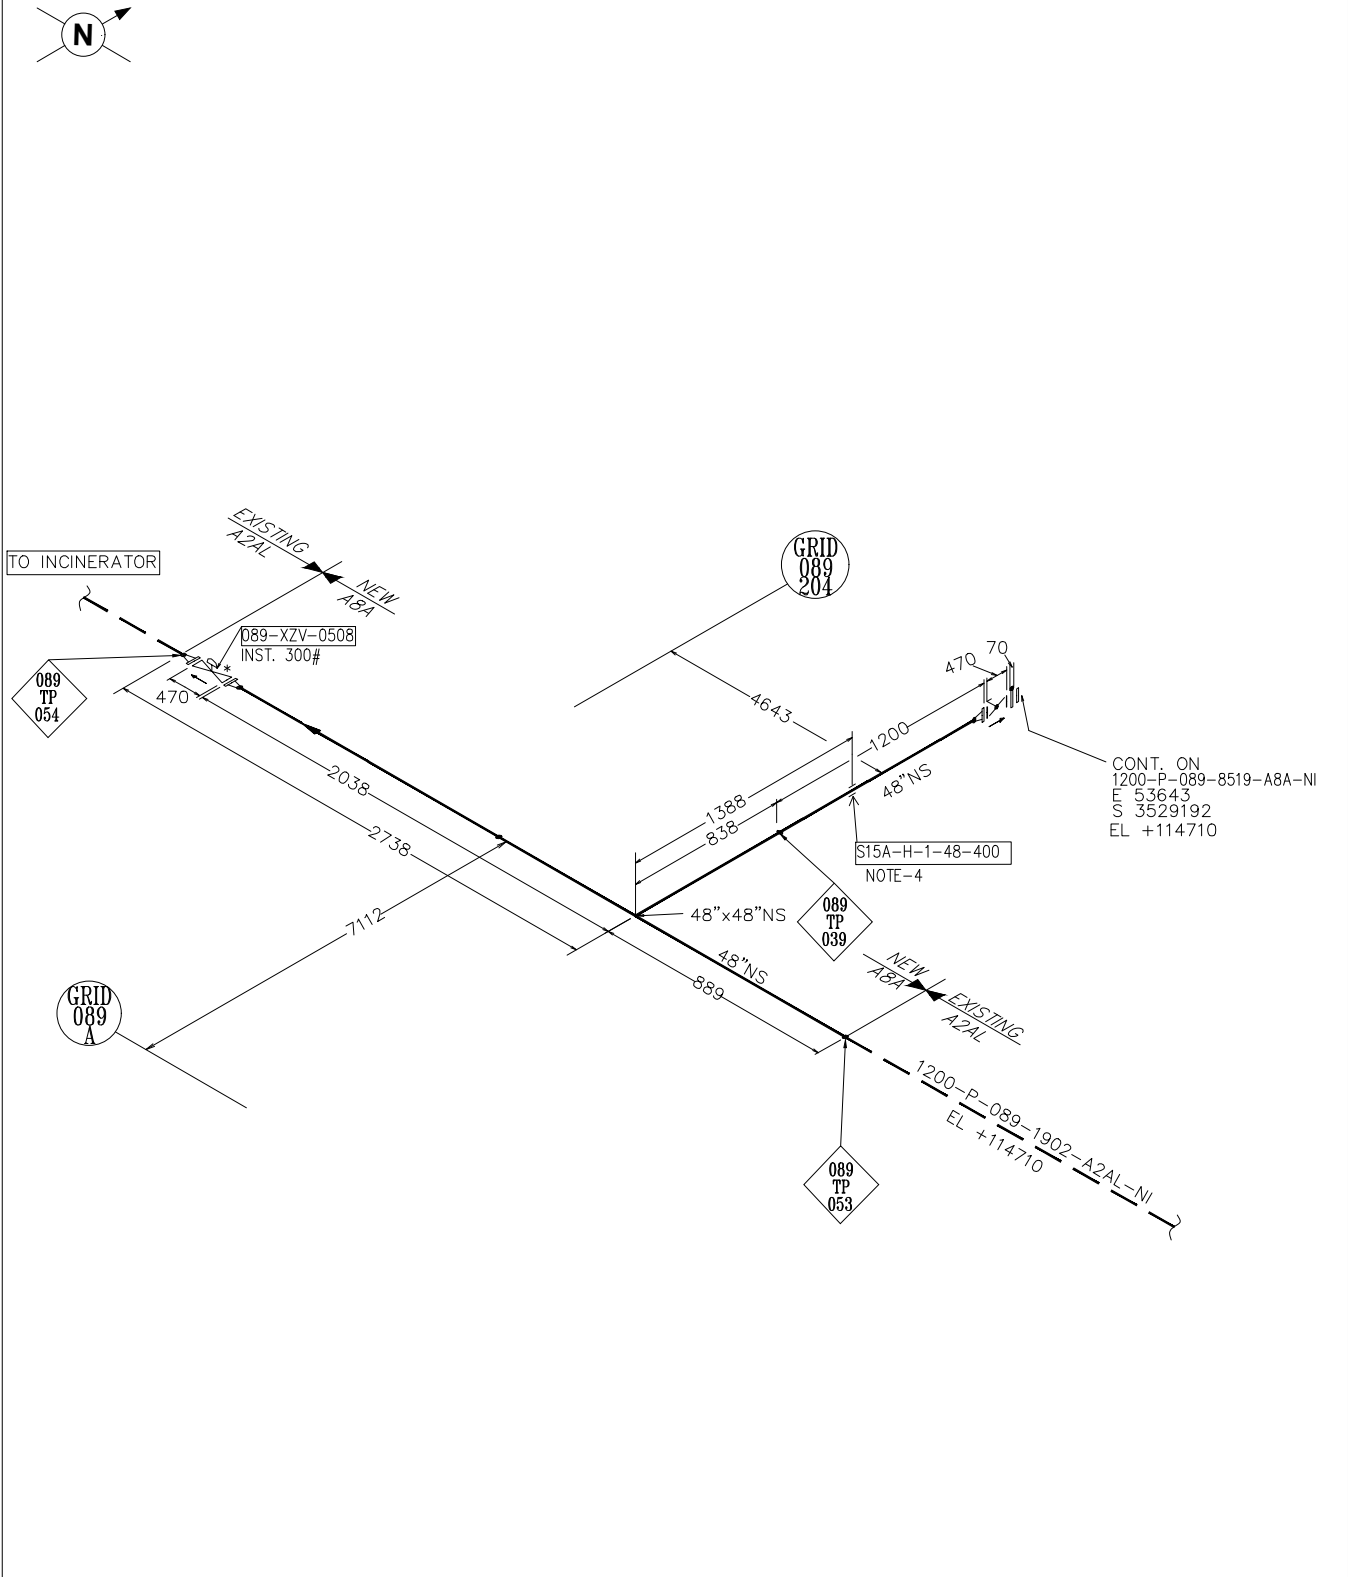 N
EXISTING
A2AL
NEW
A8A
TO INCINERATOR
089-XZV-0508
INST. 300#
*
089
TP
054
470
2038
2738
7112
GRID
089
A
GRID
089
204
4643
1200
470
70
1388
838
48"NS
S15A-H-1-48-400
NOTE-4
CONT. ON
1200-P-089-8519-A8A-NI
E 53643
S 3529192
EL +114710
48"x48"NS
089
TP
039
48"NS
889
NEW
A8A
EXISTING
A2AL
1200-P-089-1902-A2AL-NI
EL +114710
089
TP
053